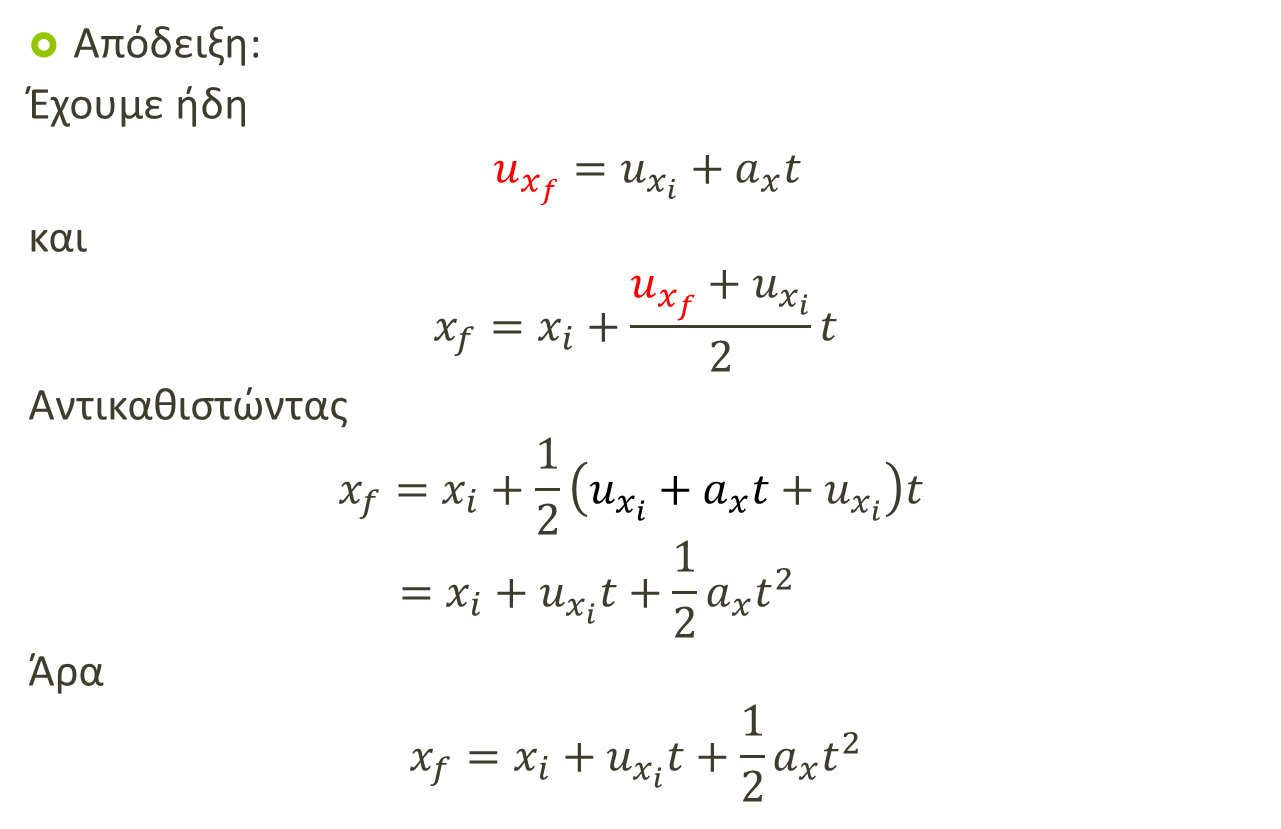 Απόδειξη:
Έχουμε ήδη
$u_{x_f} = u_{x_i} + a_x t$
και
$x_f = x_i + \frac{u_{x_f} + u_{x_i}}{2} t$
Αντικαθιστώντας
$x_f = x_i + \frac{1}{2}(u_{x_i} + a_x t + u_{x_i})t$
$= x_i + u_{x_i} t + \frac{1}{2} a_x t^2$
Άρα
$x_f = x_i + u_{x_i} t + \frac{1}{2} a_x t^2$